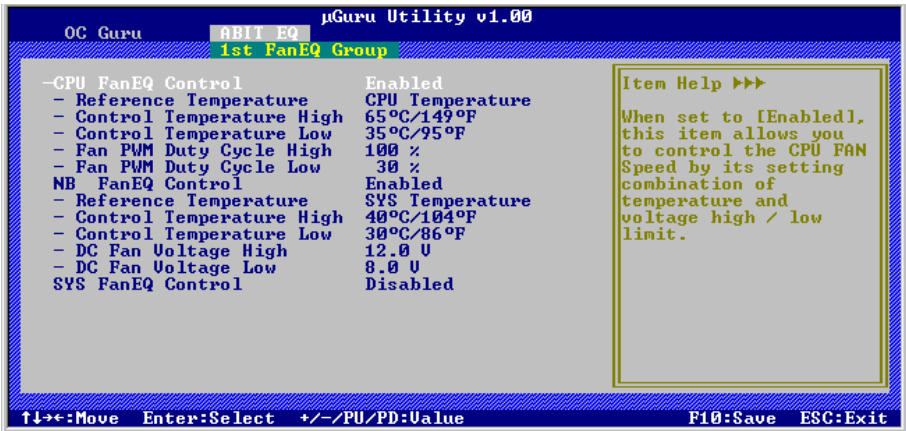 µGuru Utility v1.00
OC Guru ABIT EQ
1st FanEQ Group
-CPU FanEQ Control Enabled
- Reference Temperature CPU Temperature
- Control Temperature High 65ºC/149ºF
- Control Temperature Low 35ºC/95ºF
- Fan PWM Duty Cycle High 100 %
- Fan PWM Duty Cycle Low 30 %
NB FanEQ Control Enabled
- Reference Temperature SYS Temperature
- Control Temperature High 40ºC/104ºF
- Control Temperature Low 30ºC/86ºF
- DC Fan Voltage High 12.0 V
- DC Fan Voltage Low 8.0 V
SYS FanEQ Control Disabled
Item Help ►►►
When set to [Enabled],
this item allows you
to control the CPU FAN
Speed by its setting
combination of
temperature and
voltage high / low
limit.
↑↓→←:Move Enter:Select +/-/PU/PD:Value F10:Save ESC:Exit